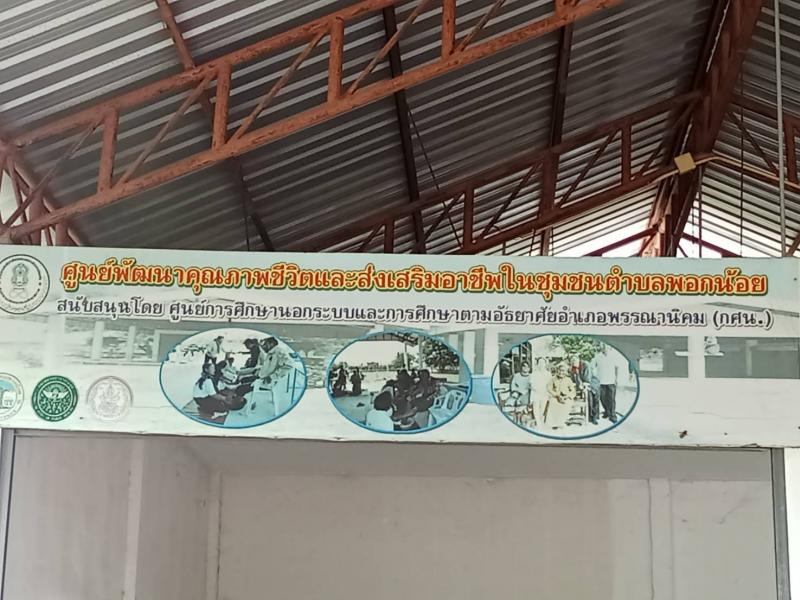 ศูนย์พัฒนาคุณภาพชีวิตและส่งเสริมอาชีพในชุมชนตำบลพอกน้อย
สนับสนุนโดย ศูนย์การศึกษานอกระบบและการศึกษาตามอัธยาศัยอำเภอพรรณานิคม (กศน.)